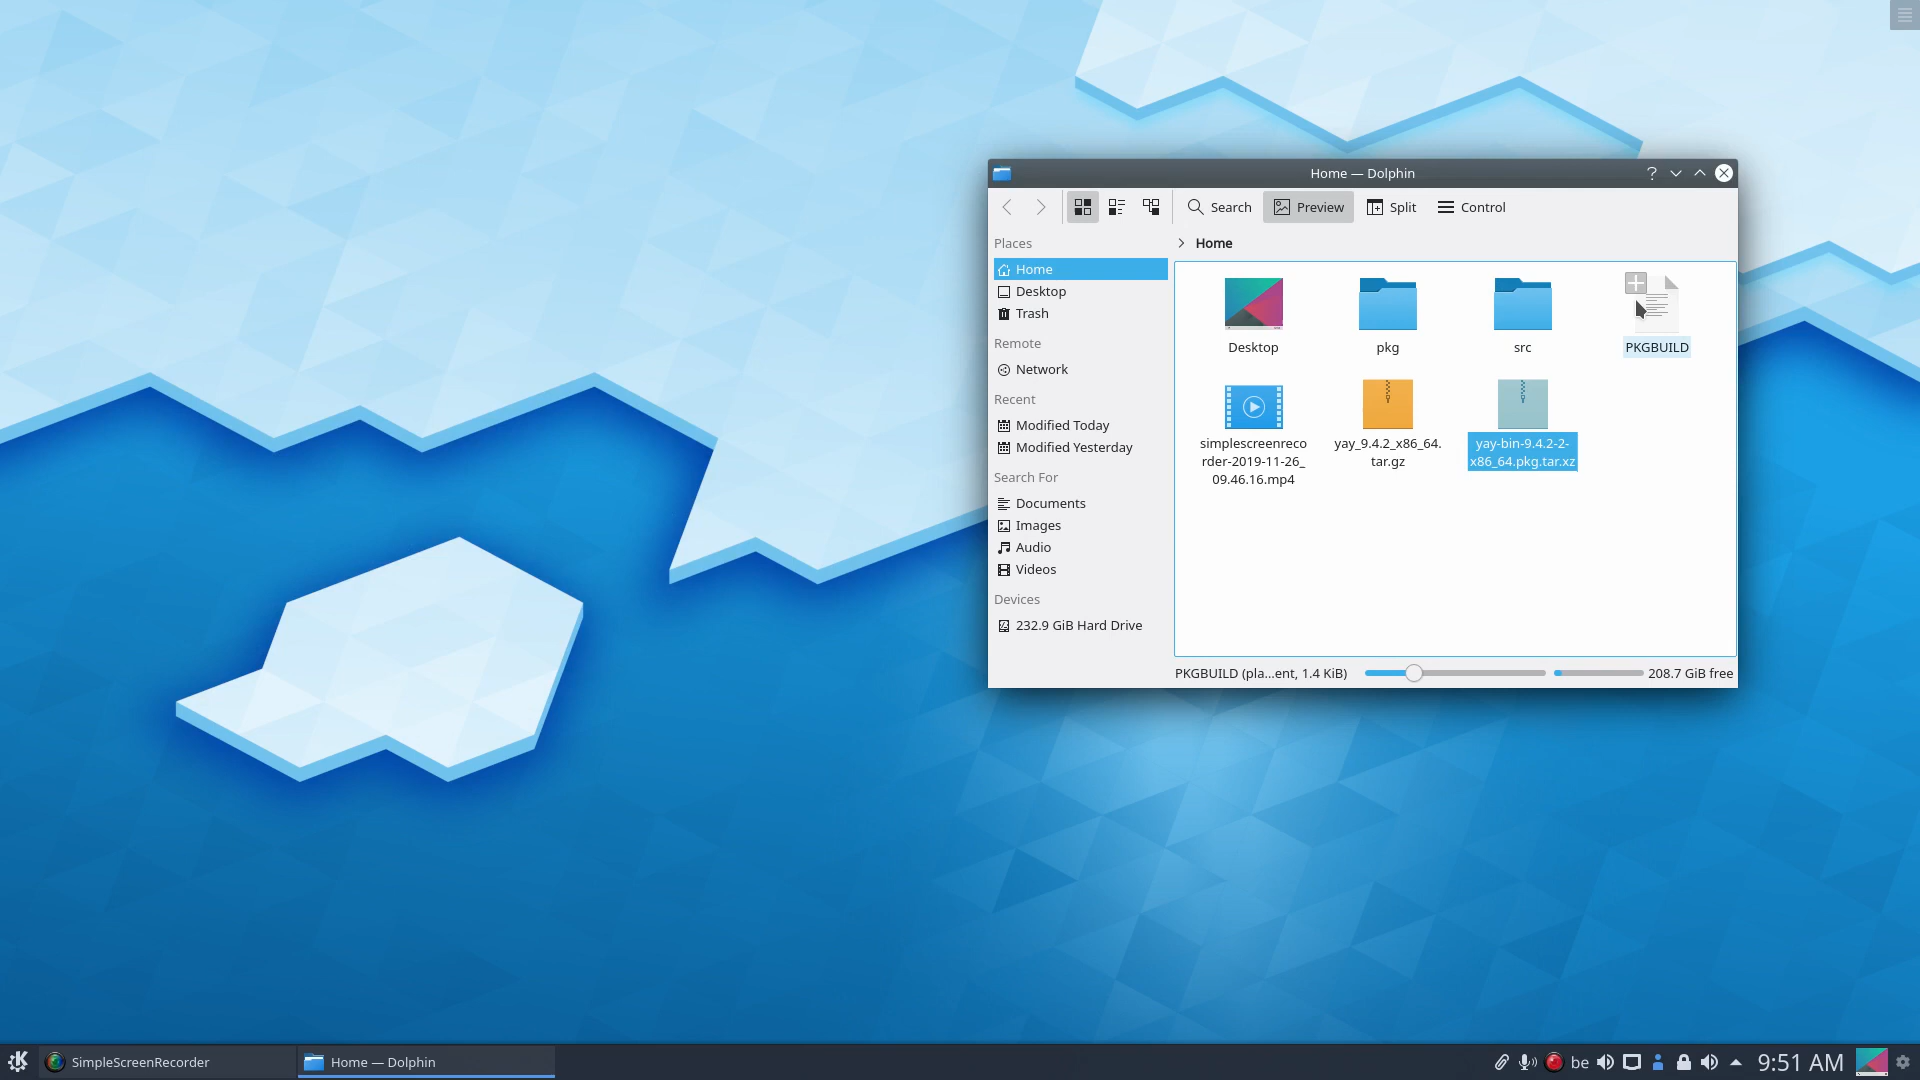 Home — Dolphin
Search
Preview
Split
Control
Places
Home
Desktop
Trash
Remote
Network
Recent
Modified Today
Modified Yesterday
Search For
Documents
Images
Audio
Videos
Devices
232.9 GiB Hard Drive
Home
Desktop
pkg
src
PKGBUILD
simplescreenreco
rder-2019-11-26_
09.46.16.mp4
yay_9.4.2_x86_64.
tar.gz
yay-bin-9.4.2-2-
x86_64.pkg.tar.xz
PKGBUILD (pla...ent, 1.4 KiB)
208.7 GiB free
SimpleScreenRecorder
Home — Dolphin
be
9:51 AM